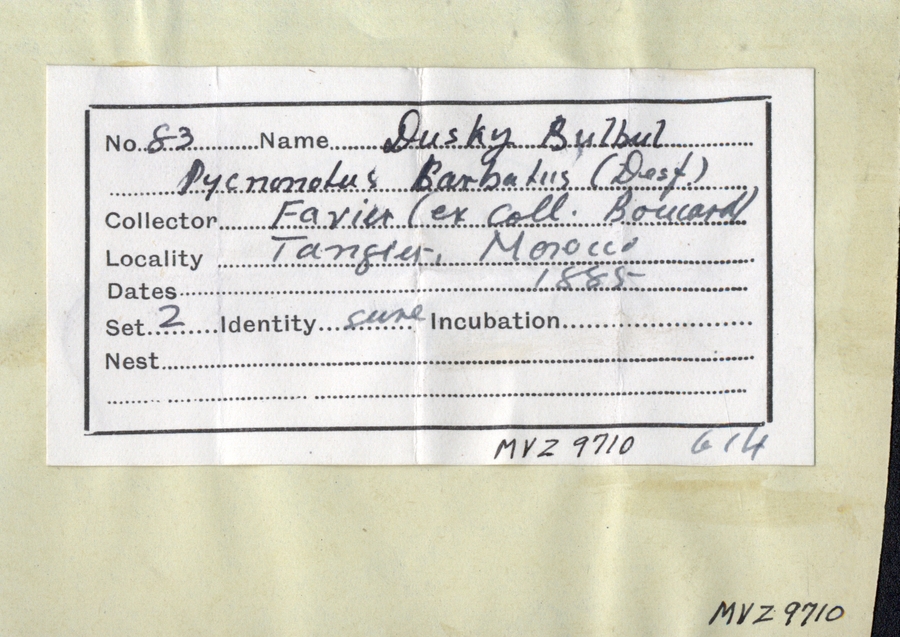 No. 83 Name Dusky Bulbul
Pycnonotus Barbatus (Desf.)
Collector Favier (ex coll. Boucard)
Locality Tangier, Morocco
Dates 1885
Set 2 Identity sure Incubation
Nest
MVZ 9710 614
MVZ 9710